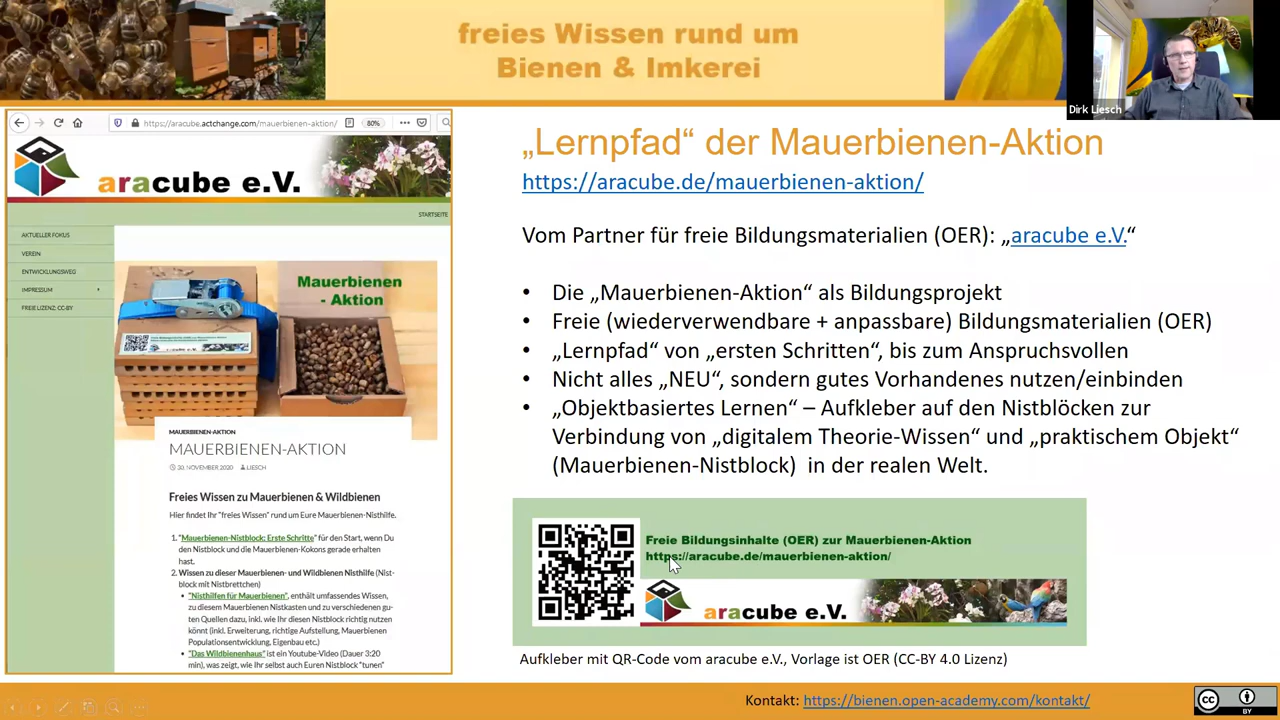 freies Wissen rund um
Bienen & Imkerei
Dirk Liesch
https://aracube.actchange.com/mauerbienen-aktion/
80%
aracube e.V.
STARTSEITE
AKTUELLER FOKUS
VEREIN
ENTWICKLUNGSWEG
IMPRESSUM
FREIE LIZENZ: CC-BY
Mauerbienen
- Aktion
MAUERBIENEN-AKTION
MAUERBIENEN-AKTION
30. NOVEMBER 2020 LIESCH
Freies Wissen zu Mauerbienen & Wildbienen
Hier findet Ihr "freies Wissen" rund um Eure Mauerbienen-Nisthilfe.
1. "Mauerbienen-Nistblock: Erste Schritte" für den Start, wenn Du
den Nistblock und die Mauerbienen-Kokons gerade erhalten
hast.
2. Wissen zu dieser Mauerbienen- und Wildbienen Nisthilfe (Nist-
block mit Nistbrettchen)
• "Nisthilfen für Mauerbienen", enthält umfassendes Wissen,
zu diesem Mauerbienen Nistkasten und zu verschiedenen gu-
ten Quellen dazu, inkl. wie Ihr diesen Nistblock richtig nutzen
könnt (inkl. Erweiterung, richtige Aufstellung, Mauerbienen
Populationsentwicklung, Eigenbau etc.)
• "Das Wildbienenhaus" ist ein Youtube-Video (Dauer 3:20
min), was zeigt, wie Ihr selbst auch Euren Nistblock "tunen"
„Lernpfad“ der Mauerbienen-Aktion
https://aracube.de/mauerbienen-aktion/
Vom Partner für freie Bildungsmaterialien (OER): „aracube e.V.“
• Die „Mauerbienen-Aktion“ als Bildungsprojekt
• Freie (wiederverwendbare + anpassbare) Bildungsmaterialien (OER)
• „Lernpfad“ von „ersten Schritten“, bis zum Anspruchsvollen
• Nicht alles „NEU“, sondern gutes Vorhandenes nutzen/einbinden
• „Objektbasiertes Lernen“ – Aufkleber auf den Nistblöcken zur
Verbindung von „digitalem Theorie-Wissen“ und „praktischem Objekt“
(Mauerbienen-Nistblock) in der realen Welt.
Freie Bildungsinhalte (OER) zur Mauerbienen-Aktion
https://aracube.de/mauerbienen-aktion/
aracube e.V.
Aufkleber mit QR-Code vom aracube e.V., Vorlage ist OER (CC-BY 4.0 Lizenz)
Kontakt: https://bienen.open-academy.com/kontakt/
CC
BY